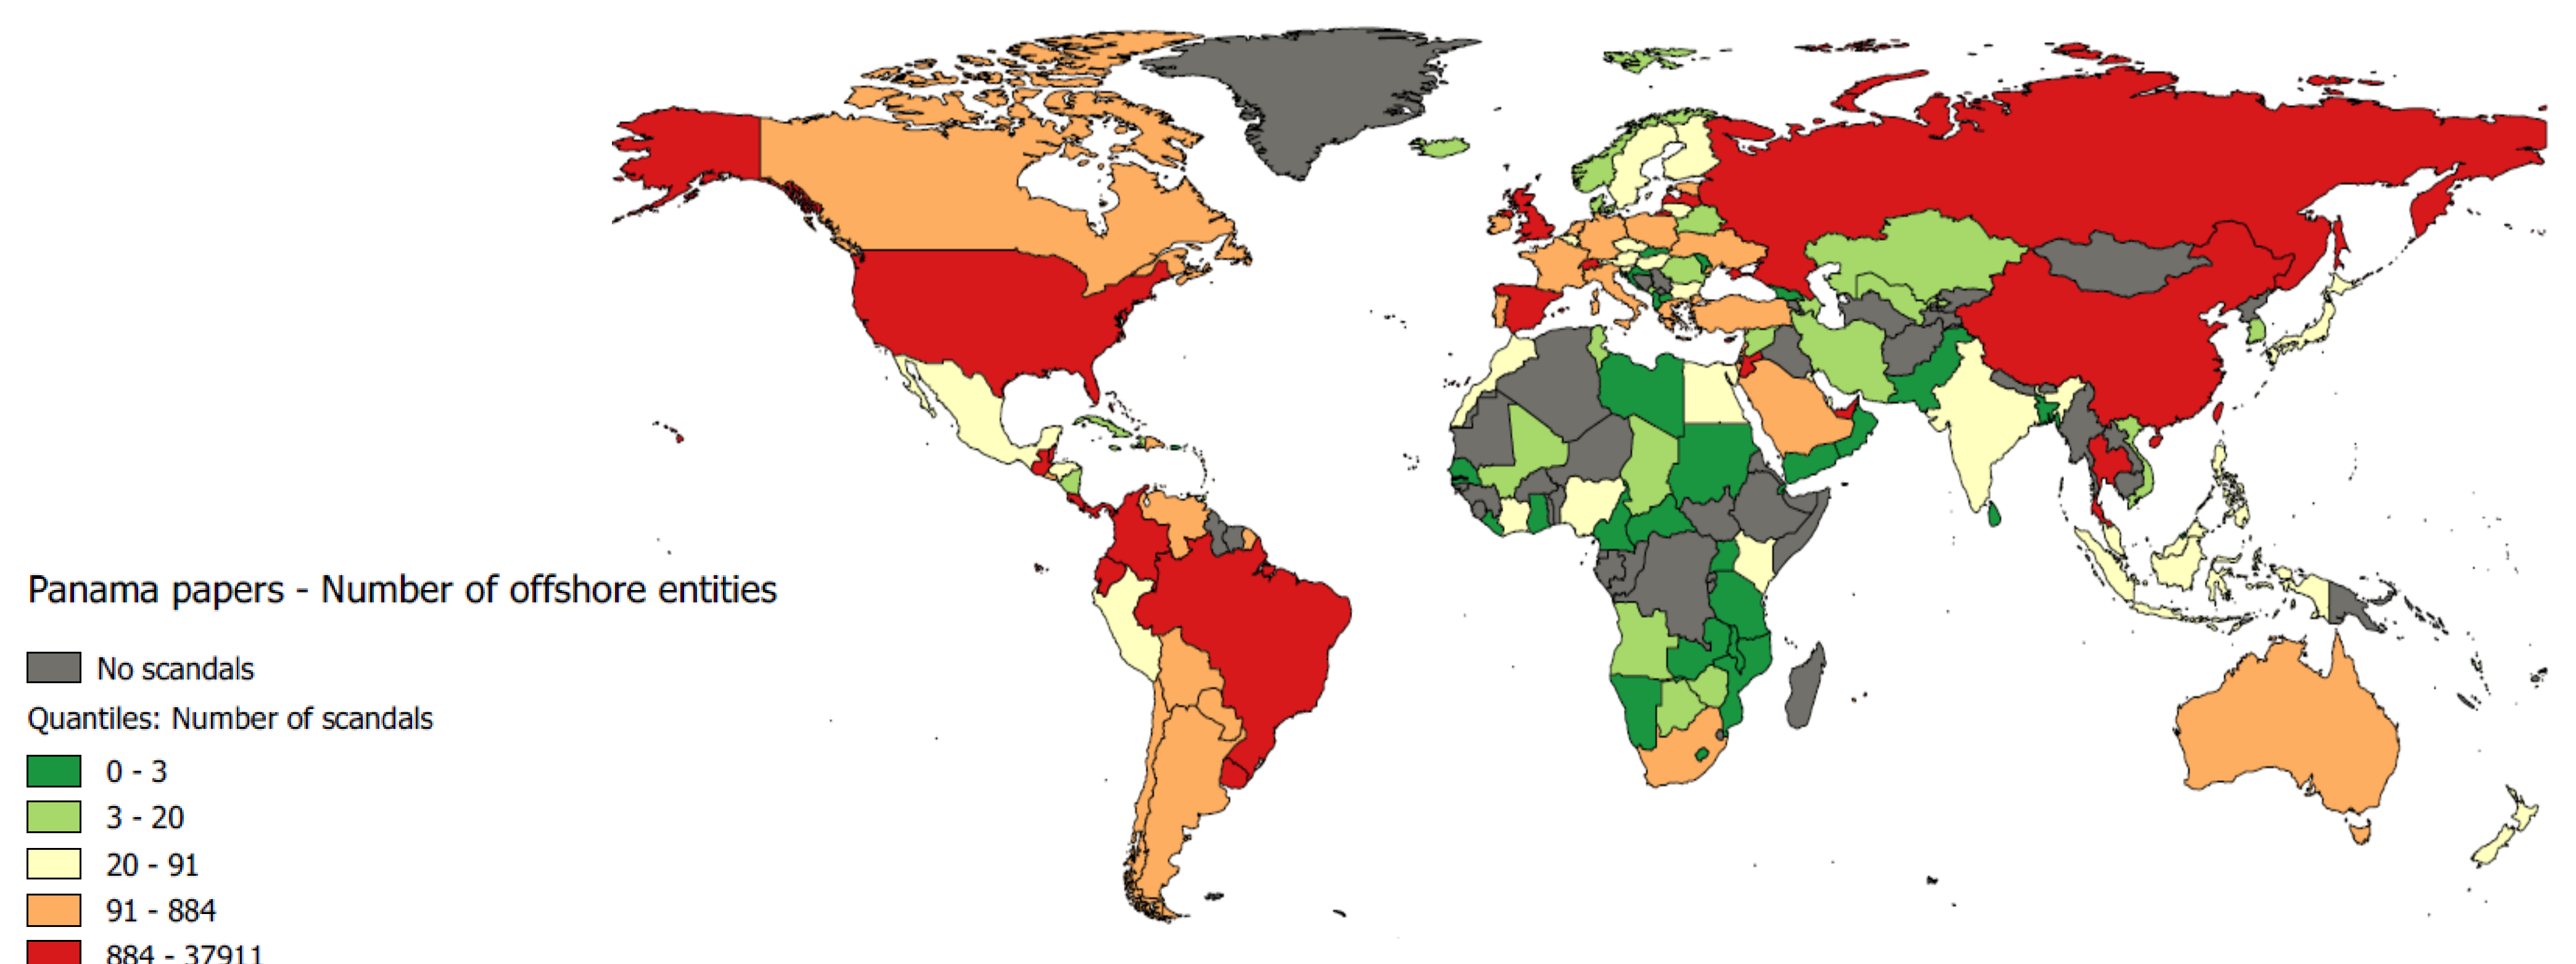 Panama papers - Number of offshore entities
No scandals
Quantiles: Number of scandals
0 - 3
3 - 20
20 - 91
91 - 884
884 - 37911